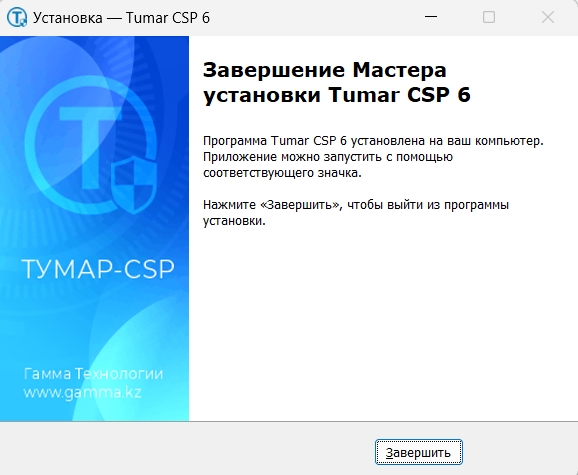 Установка — Tumar CSP 6
Завершение Мастера
установки Tumar CSP 6
Программа Tumar CSP 6 установлена на ваш компьютер.
Приложение можно запустить с помощью
соответствующего значка.
Нажмите «Завершить», чтобы выйти из программы
установки.
Т
ТУМАР-CSP
Гамма Технологии
www.gamma.kz
Завершить